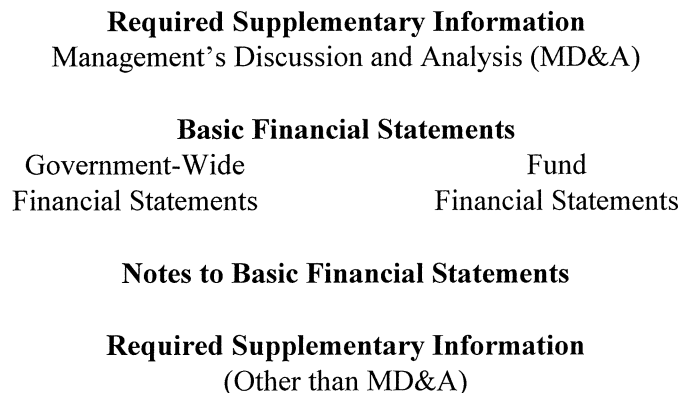 Required Supplementary Information
Management’s Discussion and Analysis (MD&A)
Basic Financial Statements
Government-Wide
Financial Statements
Fund
Financial Statements
Notes to Basic Financial Statements
Required Supplementary Information
(Other than MD&A)